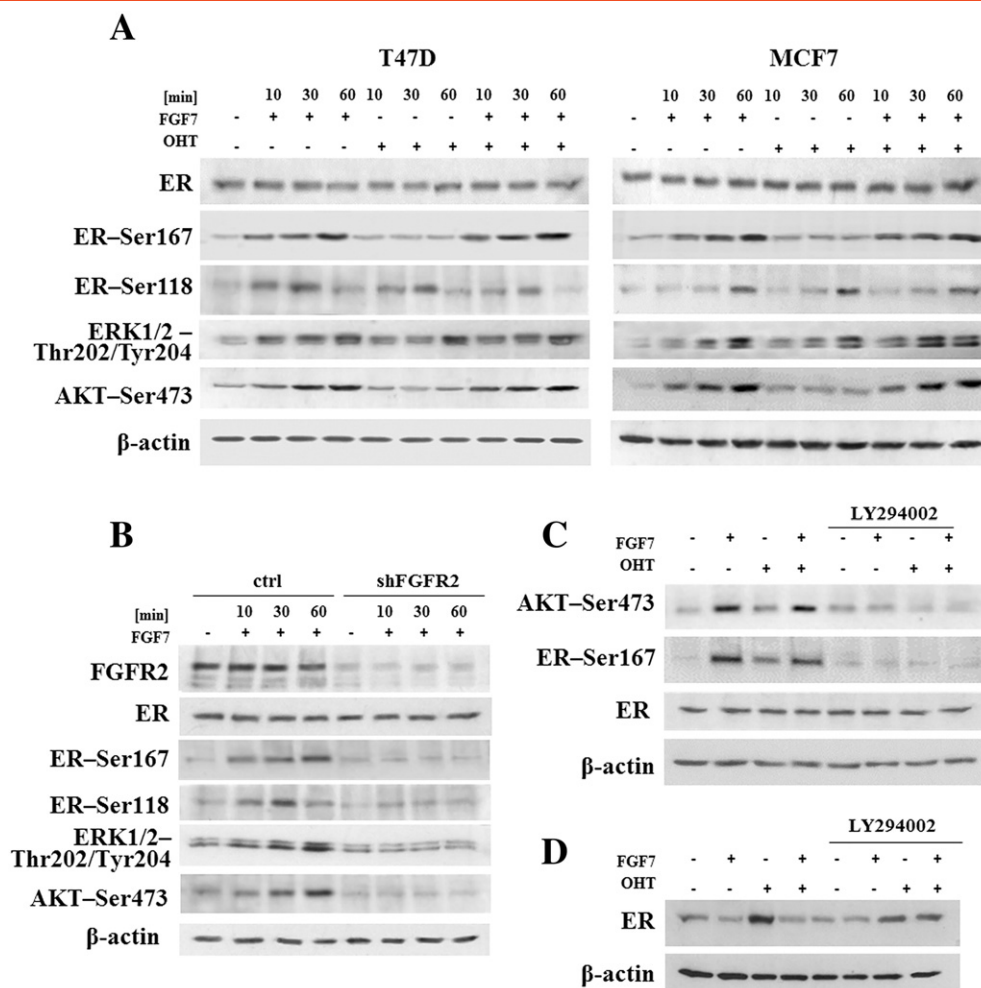 A
T47D MCF7
[min] 10 30 60 10 30 60 10 30 60 10 30 60 10 30 60 10 30 60
FGF7 - + + + - - - + + + - + + + - - - + + +
OHT - - - - + + + + + + - - - - + + + + + +
ER
ER–Ser167
ER–Ser118
ERK1/2 –
Thr202/Tyr204
AKT–Ser473
β-actin
B
ctrl shFGFR2
[min] 10 30 60 10 30 60
FGF7 - + + + - + + +
FGFR2
ER
ER–Ser167
ER–Ser118
ERK1/2–
Thr202/Tyr204
AKT–Ser473
β-actin
C
LY294002
FGF7 - + - + - + - +
OHT - - + + - - + +
AKT–Ser473
ER–Ser167
ER
β-actin
D
LY294002
FGF7 - + - + - + - +
OHT - - + + - - + +
ER
β-actin